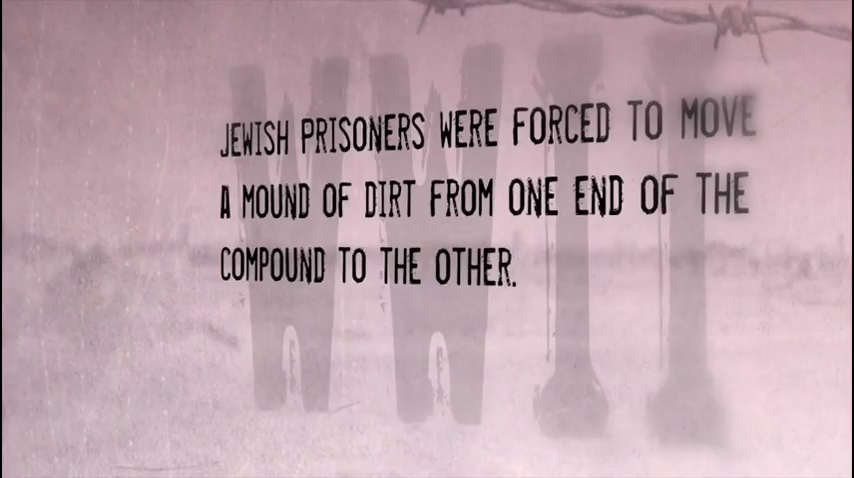 WWII
JEWISH PRISONERS WERE FORCED TO MOVE
A MOUND OF DIRT FROM ONE END OF THE
COMPOUND TO THE OTHER.